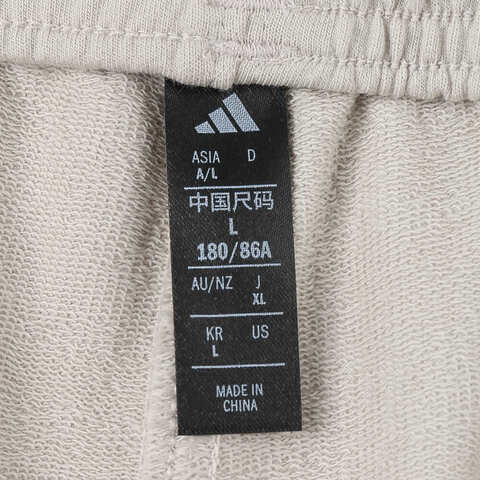 ASIA D
A/L
中国尺码
L
180/86A
AU/NZ J
XL
KR US
L
MADE IN
CHINA